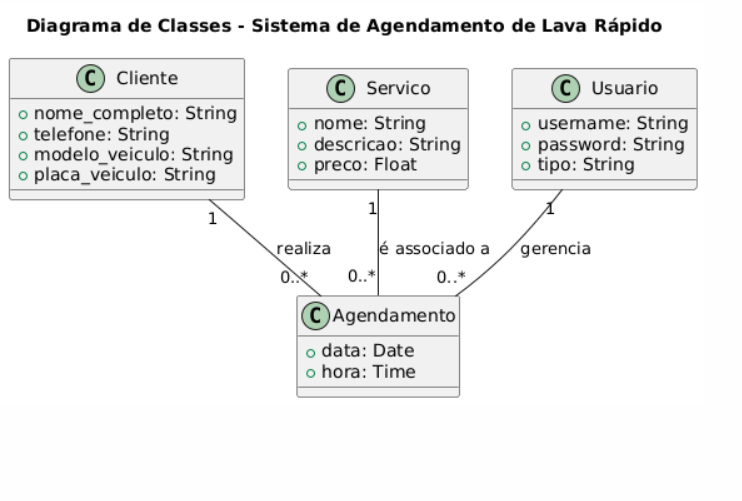 Diagrama de Classes - Sistema de Agendamento de Lava Rápido
C Cliente
nome_completo: String
telefone: String
modelo_veiculo: String
placa_veiculo: String
C Servico
nome: String
descricao: String
preco: Float
C Usuario
username: String
password: String
tipo: String
1
1
1
realiza
é associado a
gerencia
0..*
0..*
0..*
C Agendamento
data: Date
hora: Time